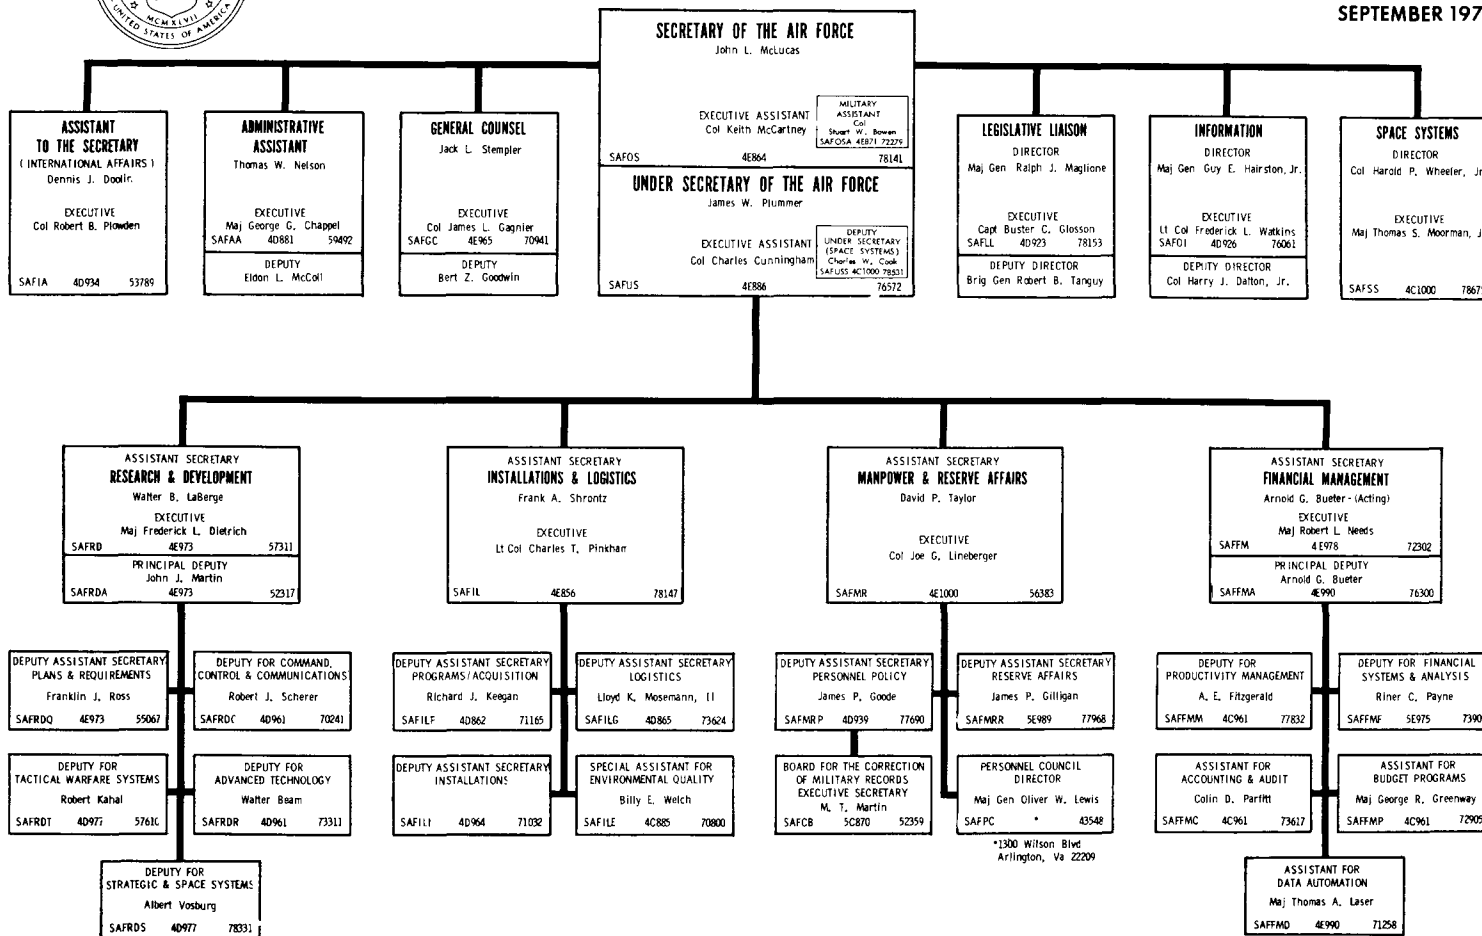 MCMXLVII
UNITED STATES OF AMERICA
SEPTEMBER 197
SECRETARY OF THE AIR FORCE
John L. McLucas
EXECUTIVE ASSISTANT
Col Keith McCartney
MILITARY
ASSISTANT
Col
Stuart W. Bowen
SAFOSA 4E871 72279
SAFOS 4E864 78141
UNDER SECRETARY OF THE AIR FORCE
James W. Plummer
EXECUTIVE ASSISTANT
Col Charles Cunningham
DEPUTY
UNDER SECRETARY
(SPACE SYSTEMS)
Charles W. Cook
SAFUSS 4C1000 78531
SAFUS 4E886 76572
ASSISTANT
TO THE SECRETARY
( INTERNATIONAL AFFAIRS )
Dennis J. Doolin
EXECUTIVE
Col Robert B. Plowden
SAFIA 4D934 53789
ADMINISTRATIVE
ASSISTANT
Thomas W. Nelson
EXECUTIVE
Maj George G. Chappel
SAFAA 4D881 59492
DEPUTY
Eldon L. McColl
GENERAL COUNSEL
Jack L. Stempler
EXECUTIVE
Col James L. Gagnier
SAFGC 4E965 70941
DEPUTY
Bert Z. Goodwin
LEGISLATIVE LIAISON
DIRECTOR
Maj Gen Ralph J. Maglione
EXECUTIVE
Capt Buster C. Glosson
SAFLL 4D923 78153
DEPUTY DIRECTOR
Brig Gen Robert B. Tanguy
INFORMATION
DIRECTOR
Maj Gen Guy E. Hairston, Jr.
EXECUTIVE
Lt Col Frederick L. Watkins
SAFOI 4D926 76061
DEPUTY DIRECTOR
Col Harry J. Dalton, Jr.
SPACE SYSTEMS
DIRECTOR
Col Harold P. Wheeler, Jr
EXECUTIVE
Maj Thomas S. Moorman, J
SAFSS 4C1000 7867
ASSISTANT SECRETARY
RESEARCH & DEVELOPMENT
Walter B. LaBerge
EXECUTIVE
Maj Frederick L. Dietrich
SAFRD 4E973 57311
PRINCIPAL DEPUTY
John J. Martin
SAFRDA 4E973 52317
ASSISTANT SECRETARY
INSTALLATIONS & LOGISTICS
Frank A. Shrontz
EXECUTIVE
Lt Col Charles T. Pinkham
SAFIL 4E856 78147
ASSISTANT SECRETARY
MANPOWER & RESERVE AFFAIRS
David P. Taylor
EXECUTIVE
Col Joe G. Lineberger
SAFMR 4E1000 56383
ASSISTANT SECRETARY
FINANCIAL MANAGEMENT
Arnold G. Bueter - (Acting)
EXECUTIVE
Maj Robert L. Needs
SAFFM 4E978 72302
PRINCIPAL DEPUTY
Arnold G. Bueter
SAFFMA 4E990 76300
DEPUTY ASSISTANT SECRETARY
PLANS & REQUIREMENTS
Franklin J. Ross
SAFRDQ 4E973 55067
DEPUTY FOR COMMAND,
CONTROL & COMMUNICATIONS
Robert J. Scherer
SAFRDC 4D961 70241
DEPUTY ASSISTANT SECRETARY
PROGRAMS/ACQUISITION
Richard J. Keegan
SAFILP 4D862 71165
DEPUTY ASSISTANT SECRETARY
LOGISTICS
Lloyd K. Mosemann, II
SAFILG 4D865 73624
DEPUTY ASSISTANT SECRETARY
PERSONNEL POLICY
James P. Goode
SAFMRP 4D939 77690
DEPUTY ASSISTANT SECRETARY
RESERVE AFFAIRS
James P. Gilligan
SAFMRR 5E989 77968
DEPUTY FOR
PRODUCTIVITY MANAGEMENT
A. E. Fitzgerald
SAFFMM 4C961 77832
DEPUTY FOR FINANCIAL
SYSTEMS & ANALYSIS
Riner C. Payne
SAFFMF 5E975 7390
DEPUTY FOR
TACTICAL WARFARE SYSTEMS
Robert Kahal
SAFRDT 4D977 57610
DEPUTY FOR
ADVANCED TECHNOLOGY
Walter Beam
SAFRDR 4D961 73311
DEPUTY ASSISTANT SECRETARY
INSTALLATIONS
SAFILI 4D964 71032
SPECIAL ASSISTANT FOR
ENVIRONMENTAL QUALITY
Billy E. Welch
SAFILE 4C885 70800
BOARD FOR THE CORRECTION
OF MILITARY RECORDS
EXECUTIVE SECRETARY
M. T. Martin
SAFCB 5C870 52359
PERSONNEL COUNCIL
DIRECTOR
Maj Gen Oliver W. Lewis
SAFPC * 43548
*1300 Wilson Blvd
Arlington, Va 22209
ASSISTANT FOR
ACCOUNTING & AUDIT
Colin D. Parfitt
SAFFMC 4C961 73617
ASSISTANT FOR
BUDGET PROGRAMS
Maj George R. Greenway
SAFFMP 4C961 72905
DEPUTY FOR
STRATEGIC & SPACE SYSTEMS
Albert Vosburg
SAFRDS 4D977 78331
ASSISTANT FOR
DATA AUTOMATION
Maj Thomas A. Laser
SAFFMD 4E990 71258